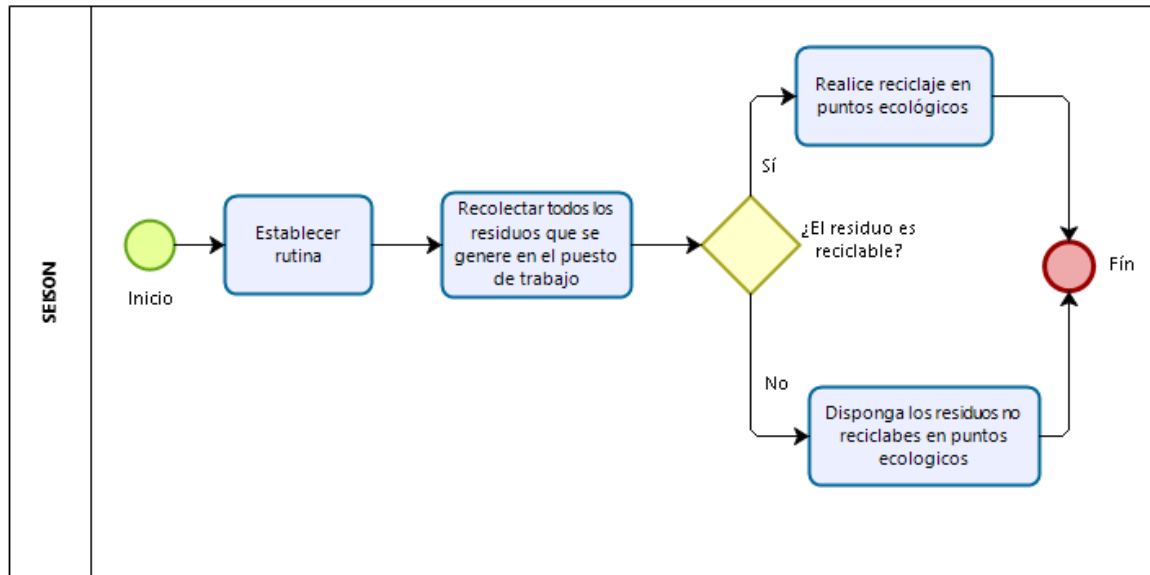 SEISON
Inicio
Establecer
rutina
Recolectar todos los
residuos que se
genere en el puesto
de trabajo
¿El residuo es
reciclable?
Sí
Realice reciclaje en
puntos ecológicos
No
Disponga los residuos no
reciclabes en puntos
ecologicos
Fín